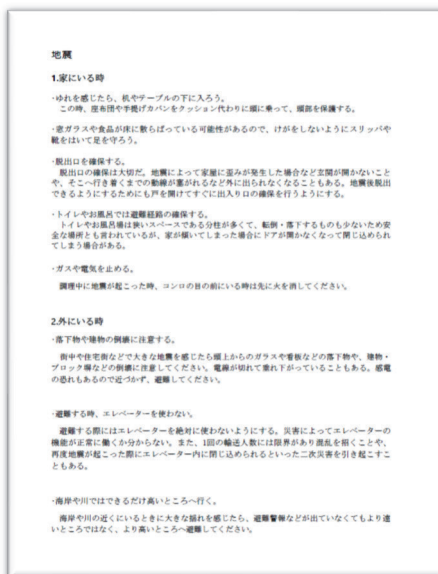 地震
1.家にいる時
・ゆれを感じたら、机やテーブルの下に入ろう。
この時、座布団や手提げカバンをクッション代わりに頭に乗って、頭部を保護する。
・窓ガラスや食品が床に散らばっている可能性があるので、けがをしないようにスリッパや
靴をはいて足を守ろう。
・脱出口を確保する。
脱出口の確保は大切だ。地震によって家屋に歪みが発生した場合など玄関が開かないこと
や、そこへ行き着くまでの動線が塞がれるなど外に出られなくなることもある。地震後脱出
できるようにするためにも戸を開けてすぐに出入り口の確保を行うようにする。
・トイレやお風呂では避難経路の確保する。
トイレやお風呂場は狭いスペースである分柱が多くて、転倒・落下するものも少ないため安
全な場所とも言われているが、家が傾いてしまった場合にドアが開かなくなって閉じ込められ
てしまう場合がある。
・ガスや電気を止める。
調理中に地震が起こった時、コンロの目の前にいる時は先に火を消してください。
2.外にいる時
・落下物や建物の倒壊に注意する。
街中や住宅街などで大きな地震を感じたら頭上からのガラスや看板などの落下物や、建物・
ブロック塀などの倒壊に注意してください。電線が切れて垂れ下がっていることもある。感電
の恐れもあるので近づかず、避難してください。
・避難する時、エレベーターを使わない。
避難する際にはエレベーターを絶対に使わないようにする。災害によってエレベーターの
機能が正常に働くか分からない。また、1回の輸送人数には限界があり混乱を招くことや、
再度地震が起こった際にエレベーター内に閉じ込められるといった二次災害を引き起こすこ
ともある。
・海岸や川ではできるだけ高いところへ行く。
海岸や川の近くにいるときに大きな揺れを感じたら、避難警報などが出ていなくてもより遠
いところではなく、より高いところへ避難してください。